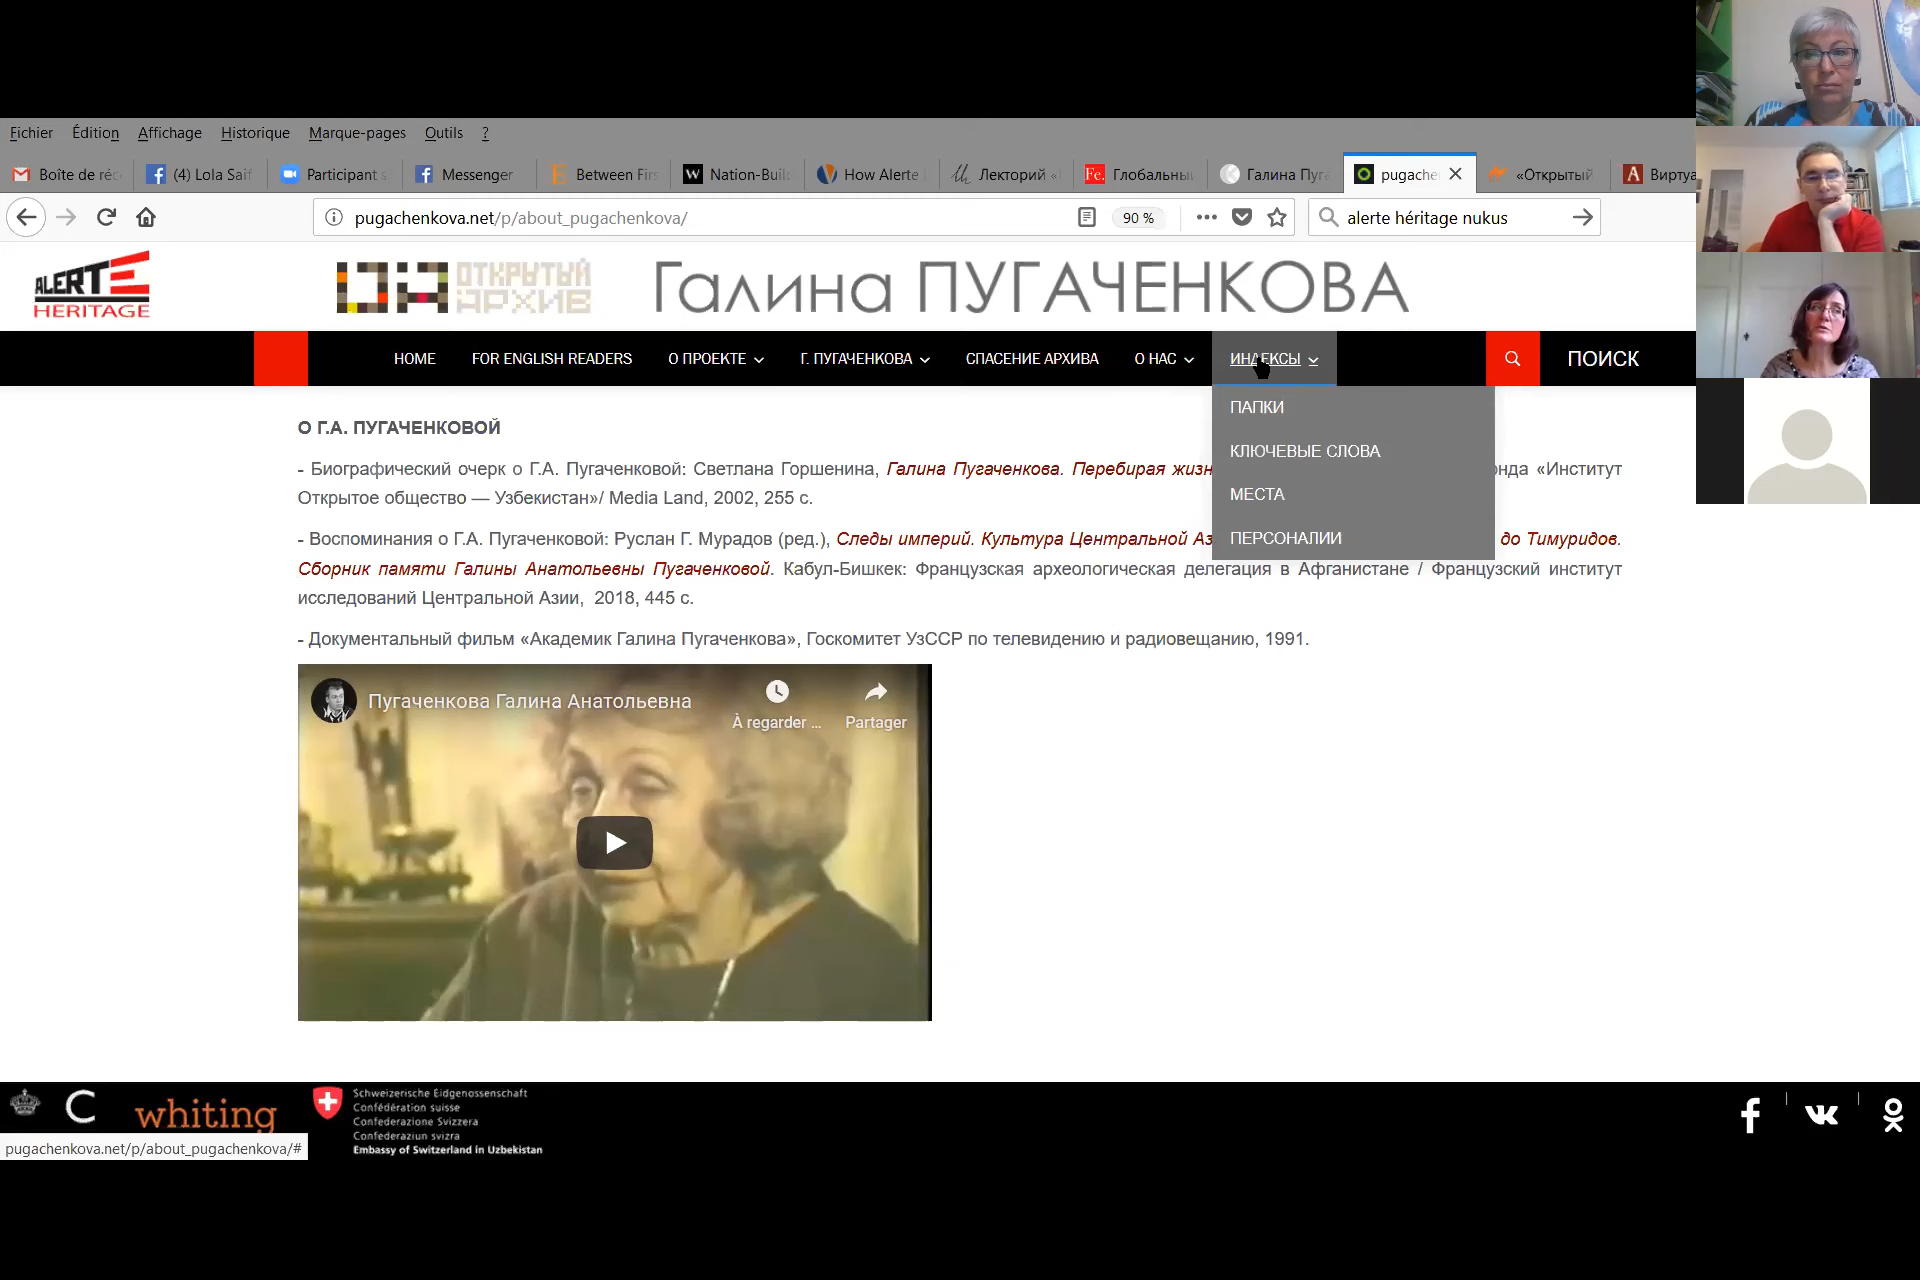 Fichier Édition Affichage Historique Marque-pages Outils ?
Boîte de réc (4) Lola Saif Participant s Messenger Between Firs Nation-Buil How Alerte Лекторий « Глобальны Галина Пуга pugache «Открытый Виртуа
pugachenkova.net/p/about_pugachenkova/ 90 % alerte héritage nukus
ALERTE HERITAGE
ОТКРЫТЫЙ АРХИВ
Галина ПУГАЧЕНКОВА
HOME FOR ENGLISH READERS О ПРОЕКТЕ Г. ПУГАЧЕНКОВА СПАСЕНИЕ АРХИВА О НАС ИНДЕКСЫ ПОИСК
ПАПКИ
КЛЮЧЕВЫЕ СЛОВА
МЕСТА
ПЕРСОНАЛИИ
О Г.А. ПУГАЧЕНКОВОЙ
- Биографический очерк о Г.А. Пугаченковой: Светлана Горшенина, Галина Пугаченкова. Перебирая жизн онда «Институт
Открытое общество — Узбекистан»/ Media Land, 2002, 255 с.
- Воспоминания о Г.А. Пугаченковой: Руслан Г. Мурадов (ред.), Следы империй. Культура Центральной Аз до Тимуридов.
Сборник памяти Галины Анатольевны Пугаченковой. Кабул-Бишкек: Французская археологическая делегация в Афганистане / Французский институт
исследований Центральной Азии, 2018, 445 с.
- Документальный фильм «Академик Галина Пугаченкова», Госкомитет УзССР по телевидению и радиовещанию, 1991.
Пугаченкова Галина Анатольевна
À regarder ... Partager
whiting
Schweizerische Eidgenossenschaft
Confédération suisse
Confederazione Svizzera
Confederaziun svizra
Embassy of Switzerland in Uzbekistan
pugachenkova.net/p/about_pugachenkova/#